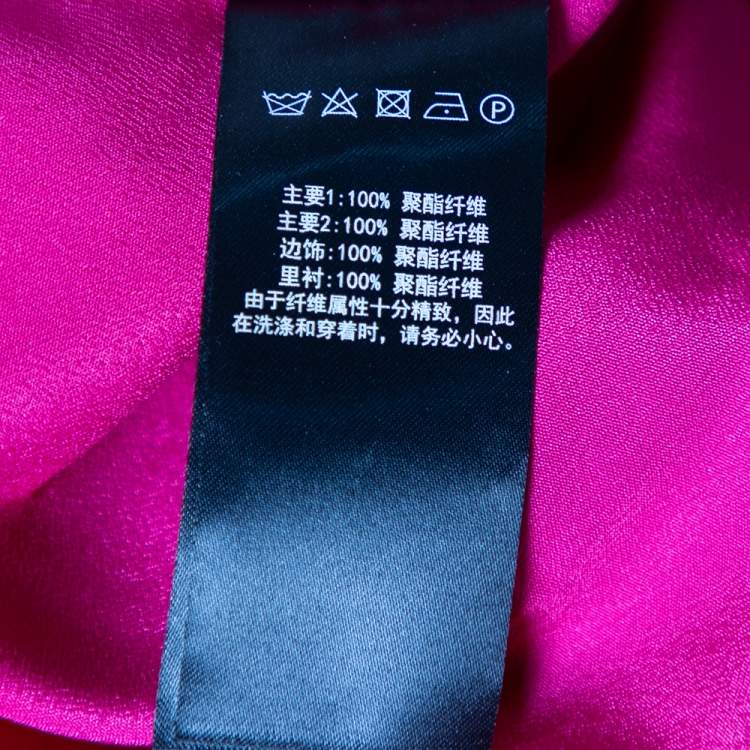 P
主要1:100% 聚酯纤维
主要2:100% 聚酯纤维
边饰:100% 聚酯纤维
里衬:100% 聚酯纤维
由于纤维属性十分精致，因此
在洗涤和穿着时，请务必小心。